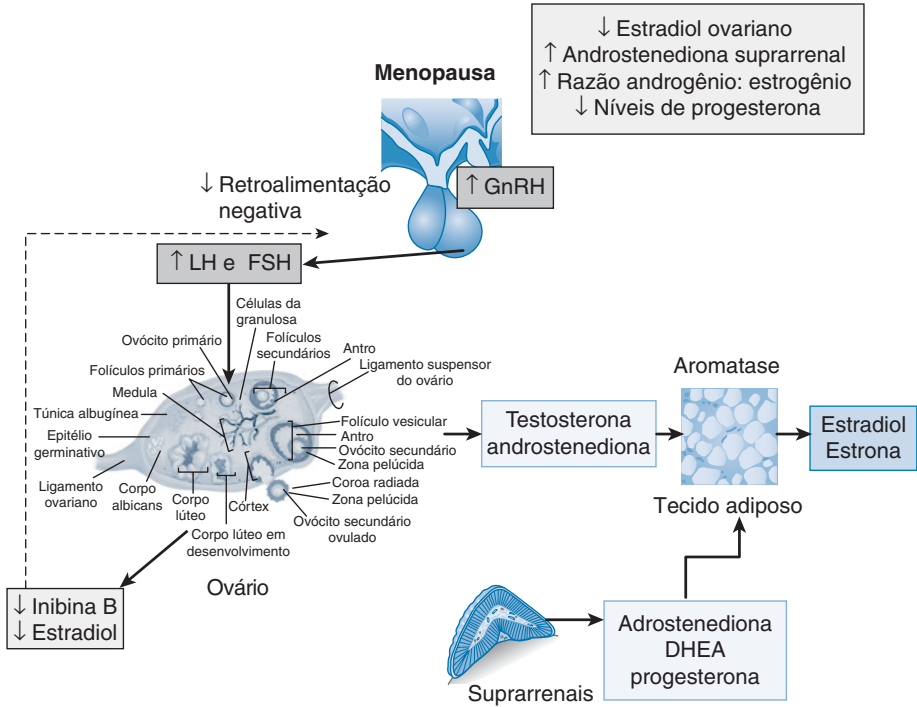 ↓ Estradiol ovariano
↑ Androstenediona suprarrenal
↑ Razão androgênio: estrogênio
↓ Níveis de progesterona
Menopausa
↑ GnRH
↓ Retroalimentação
negativa
↑ LH e FSH
Células da
granulosa
Folículos
secundários
Ovócito primário
Antro
Ligamento suspensor
do ovário
Folículos primários
Medula
Túnica albugínea
Epitélio
germinativo
Ligamento
ovariano
Corpo
albicans
Corpo
lúteo
Córtex
Corpo lúteo em
desenvolvimento
Folículo vesicular
Antro
Ovócito secundário
Zona pelúcida
Coroa radiada
Zona pelúcida
Ovócito secundário
ovulado
Ovário
↓ Inibina B
↓ Estradiol
Testosterona
androstenediona
Aromatase
Tecido adiposo
Estradiol
Estrona
Suprarrenais
Adrostenediona
DHEA
progesterona